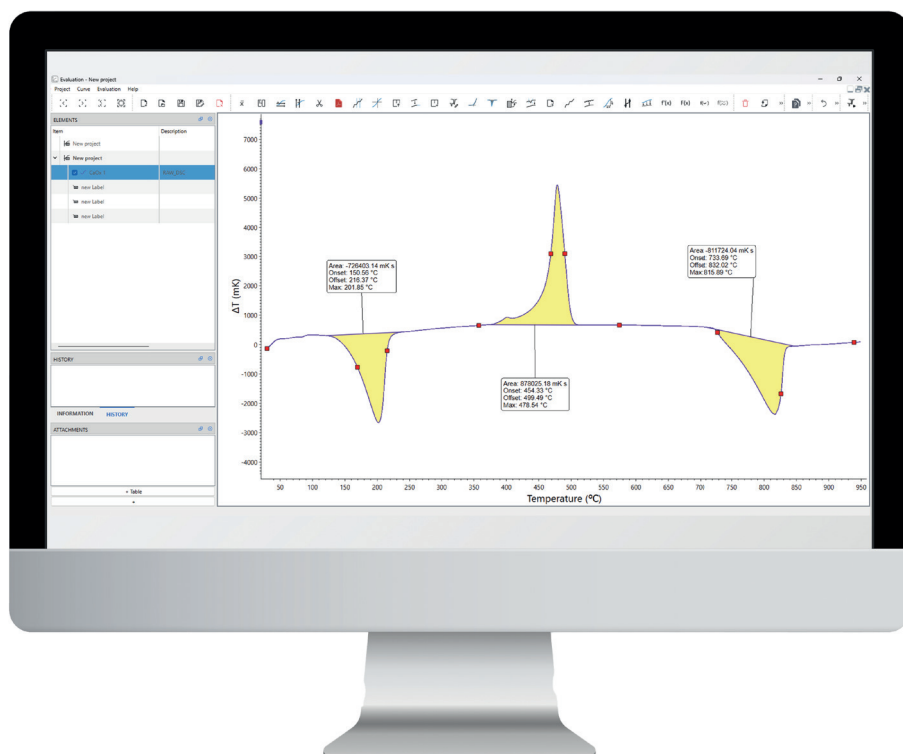 Evaluation - New project
Project Curve Evaluation Help
F(x) F(x)
ELEMENTS
Item Description
New project
New project
new Label
new Label
new Label
HISTORY
INFORMATION HISTORY
ATTACHMENTS
Table
ΔT (mK)
7000
6000
5000
4000
3000
2000
1000
0
-1000
-2000
-3000
-4000
Area: -726403.14 mK s
Onset: 150.56 °C
Offset: 216.37 °C
Max: 201.85 °C
Area: 878025.18 mK s
Onset: 454.33 °C
Offset: 499.49 °C
Max: 478.54 °C
Area: -811724.04 mK s
Onset: 733.69 °C
Offset: 832.02 °C
Max:815.89 °C
50 100 150 200 250 300 350 400 450 500 550 600 650 700 750 800 850 900 950
Temperature (°C)